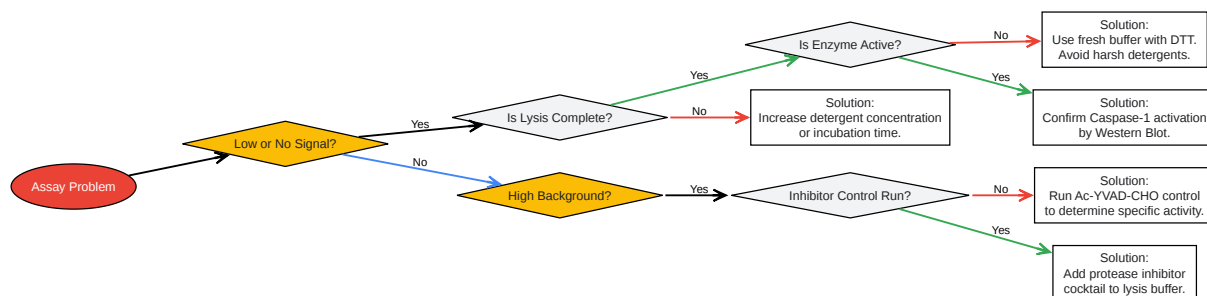 Assay Problem
Low or No Signal?
Yes
No
Is Lysis Complete?
High Background?
Yes
No
Yes
Is Enzyme Active?
Solution:
Increase detergent concentration
or incubation time.
Inhibitor Control Run?
No
Yes
No
Yes
Solution:
Use fresh buffer with DTT.
Avoid harsh detergents.
Solution:
Confirm Caspase-1 activation
by Western Blot.
Solution:
Run Ac-YVAD-CHO control
to determine specific activity.
Solution:
Add protease inhibitor
cocktail to lysis buffer.